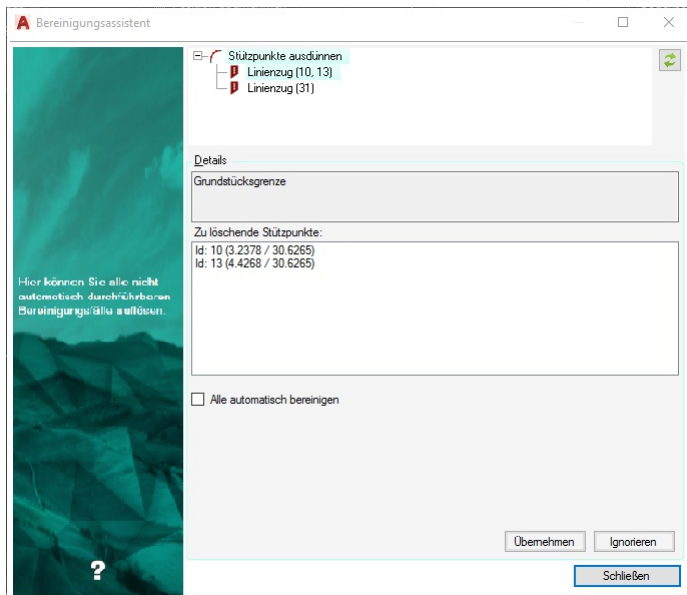 Bereinigungsassistent
Stützpunkte ausdünnen
Linienzug (10, 13)
Linienzug (31)
Details
Grundstücksgrenze
Zu löschende Stützpunkte:
Id: 10 (3.2378 / 30.6265)
Id: 13 (4.4268 / 30.6265)
Hier können Sie alle nicht
automatisch durchführbaren
Bereinigungsfälle auflösen.
Alle automatisch bereinigen
Übernehmen
Ignorieren
?
Schließen